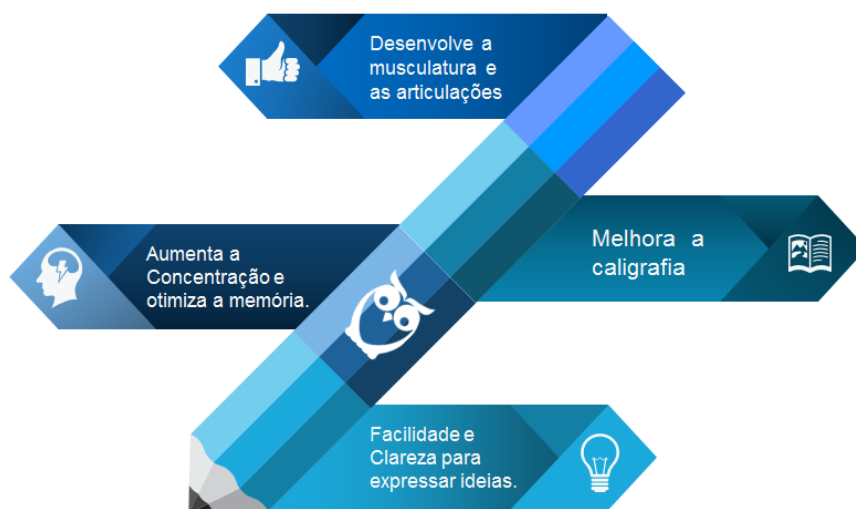 Desenvolve a
musculatura e
as articulações
Aumenta a
Concentração e
otimiza a memória.
Melhora a
caligrafia
Facilidade e
Clareza para
expressar ideias.